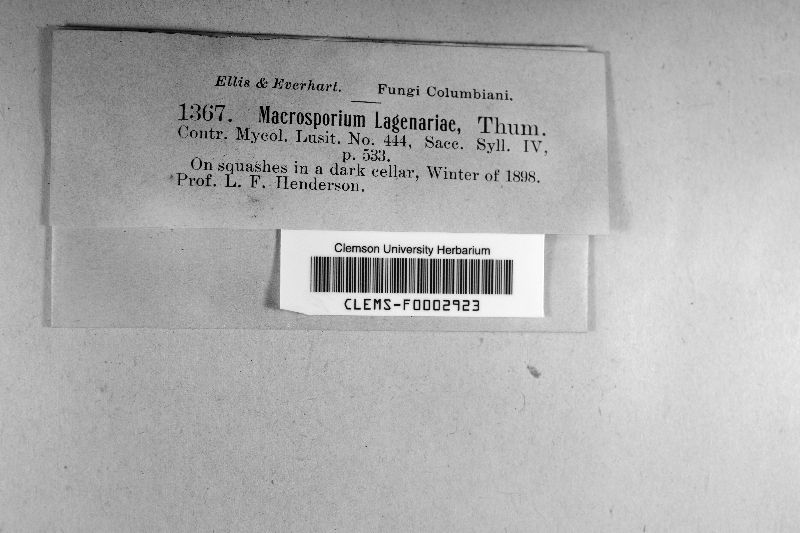 Ellis & Everhart. Fungi Columbiani.
1367. Macrosporium Lagenariae, Thum.
Contr. Mycol. Lusit. No. 444, Sacc. Syll. IV,
p. 533.
On squashes in a dark cellar, Winter of 1898.
Prof. L. F. Henderson.
Clemson University Herbarium
CLEMS-F0002923